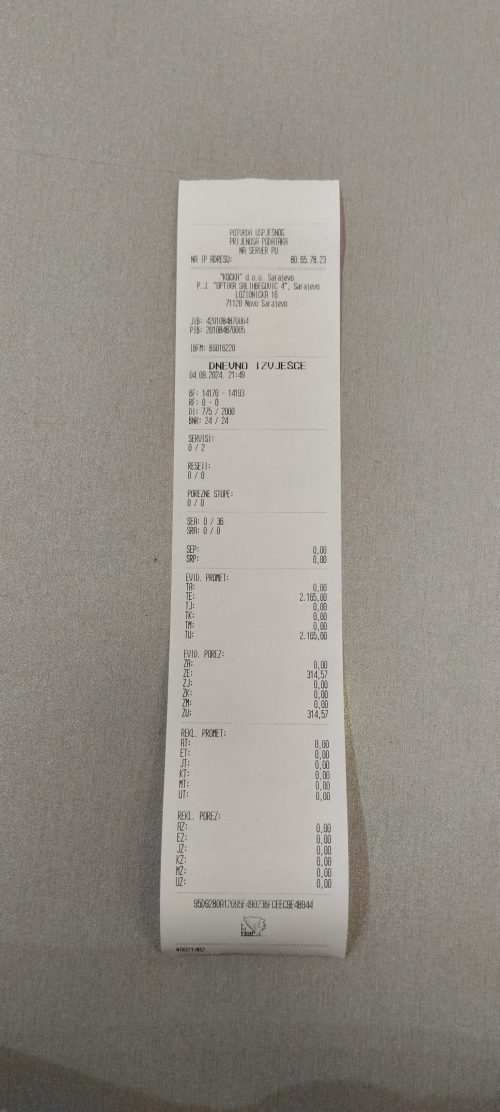 POTVRDA USPJEŠNOG
PRIJENOSA PODATAKA
NA SERVER PU
NA IP ADRESU: 80.65.78.23
"KOCKA" d.o.o. Sarajevo
P.J. "OPTIKA SALIHBEGOVIĆ 4", Sarajevo
LOŽIONIČKA 16
71120 Novo Sarajevo
JIB: 4201084870064
PIB: 201084870005
IBFM: BS016220
DNEVNO IZVJEŠĆE
04.09.2024. 21:49
BF: 14170 - 14193
RF: 0 - 0
DI: 775 / 2000
BNR: 24 / 24
SERVISI:
0 / 2
RESETI:
0 / 0
POREZNE STOPE:
0 / 0
SEA: 0 / 36
SRA: 0 / 0
SEP: 0,00
SRP: 0,00
EVID. PROMET:
TA: 0,00
TE: 2.165,00
TJ: 0,00
TK: 0,00
TM: 0,00
TU: 2.165,00
EVID. POREZ:
ZA: 0,00
ZE: 314,57
ZJ: 0,00
ZK: 0,00
ZM: 0,00
ZU: 314,57
REKL. PROMET:
AT: 0,00
ET: 0,00
JT: 0,00
KT: 0,00
MT: 0,00
UT: 0,00
REKL. POREZ:
AZ: 0,00
EZ: 0,00
JZ: 0,00
KZ: 0,00
MZ: 0,00
UZ: 0,00